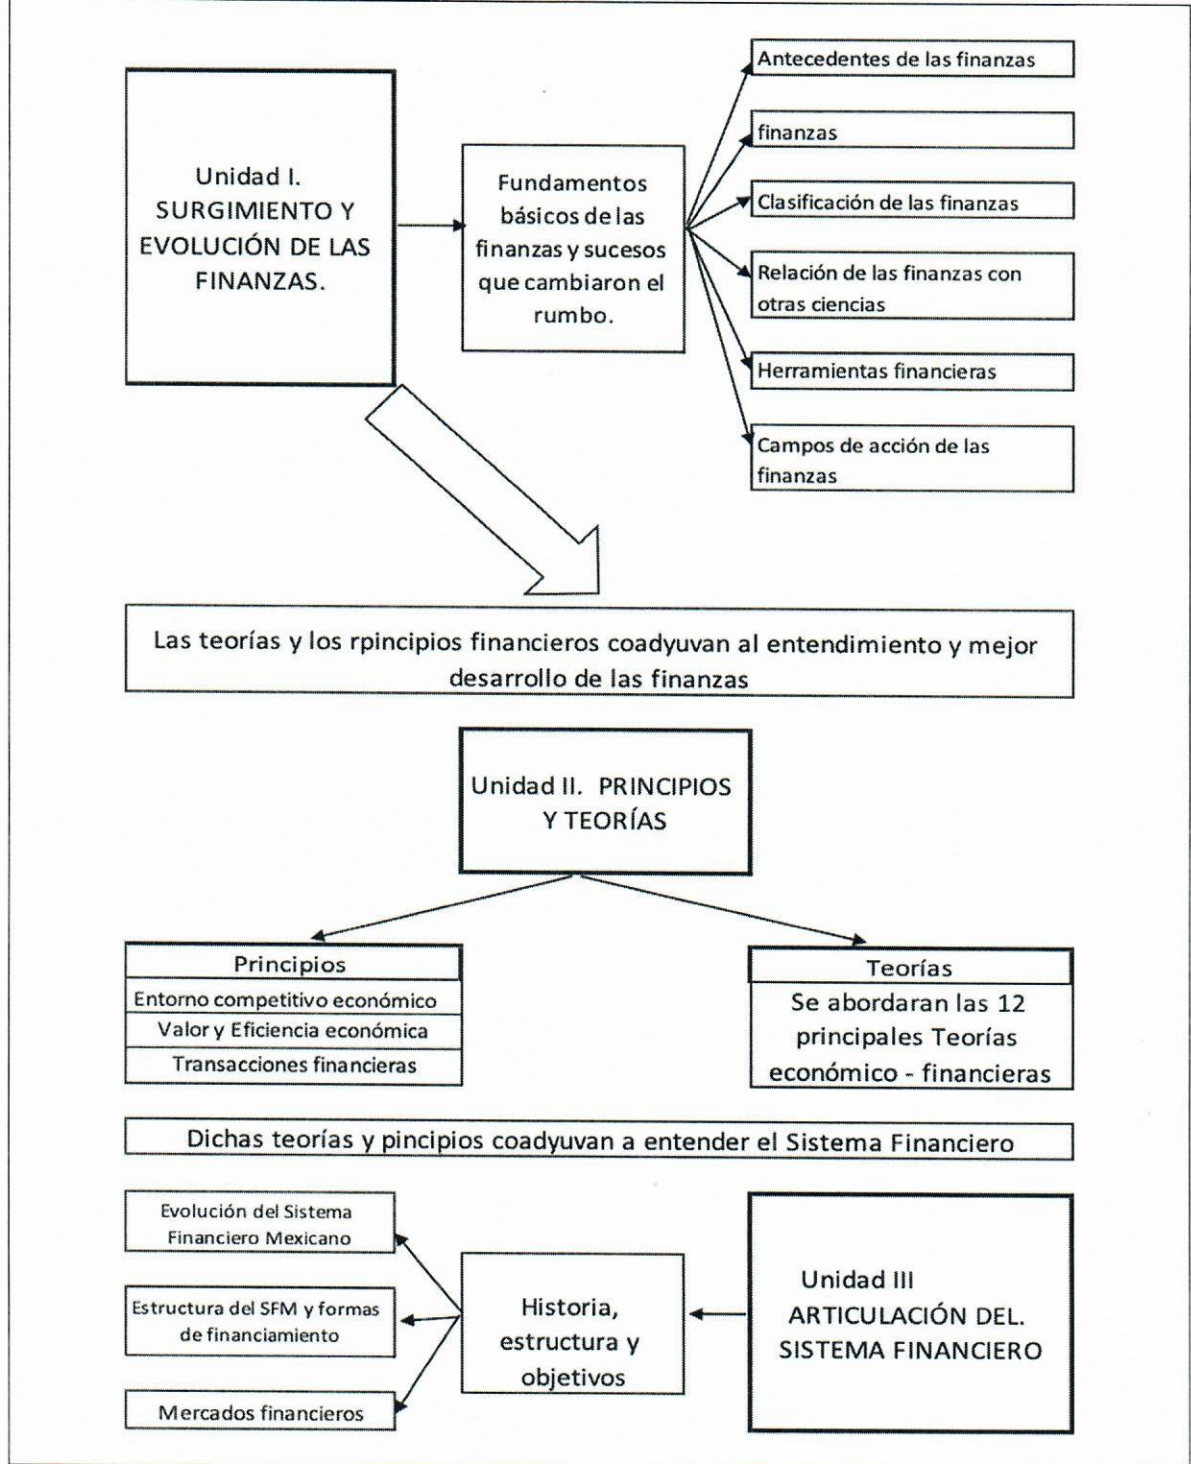 Unidad I.
SURGIMIENTO Y
EVOLUCIÓN DE LAS
FINANZAS.
Fundamentos
básicos de las
finanzas y sucesos
que cambiaron el
rumbo.
Antecedentes de las finanzas
finanzas
Clasificación de las finanzas
Relación de las finanzas con
otras ciencias
Herramientas financieras
Campos de acción de las
finanzas
Las teorías y los rpincipios financieros coadyuvan al entendimiento y mejor
desarrollo de las finanzas
Unidad II. PRINCIPIOS
Y TEORÍAS
Principios
Entorno competitivo económico
Valor y Eficiencia económica
Transacciones financieras
Teorías
Se abordaran las 12
principales Teorías
económico - financieras
Dichas teorías y pincipios coadyuvan a entender el Sistema Financiero
Unidad III
ARTICULACIÓN DEL.
SISTEMA FINANCIERO
Historia,
estructura y
objetivos
Evolución del Sistema
Financiero Mexicano
Estructura del SFM y formas
de financiamiento
Mercados financieros